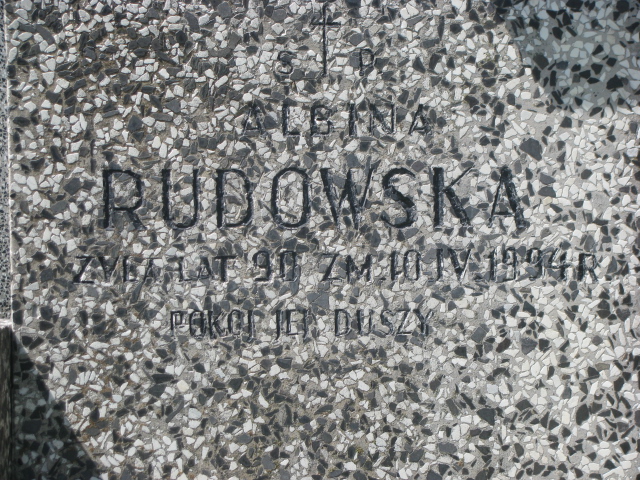 Ś P
ALBINA
RUDOWSKA
ŻYŁA LAT 90 ZM. 10 IV 1994 R
POKÓJ JEJ DUSZY